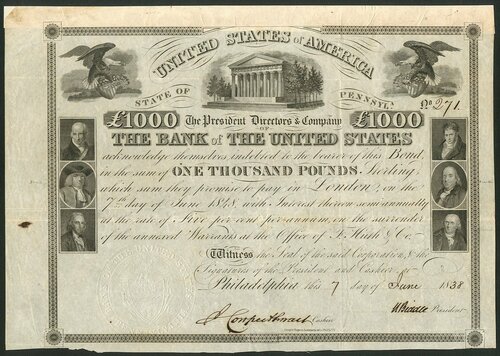 UNITED STATES of AMERICA
STATE OF PENNSYLA.
No. 271.
£1000 The President Directors & Company £1000
OF
THE BANK of THE UNITED STATES
acknowledge themselves indebted to the bearer of this Bond,
in the sum of ONE THOUSAND POUNDS, Sterling,
which sum they promise to pay in London, on the
7th day of June 1848, with Interest thereon semi-annually
at the rate of Five per cent per annum, on the surrender
of the annexed Warrants at the Office of F. Huth & Co.
Witness the Seal of the said Corporation, & the
Signatures of the President and Cashier at
Philadelphia this 7 day of June 1838
Cashier
N Biddle President